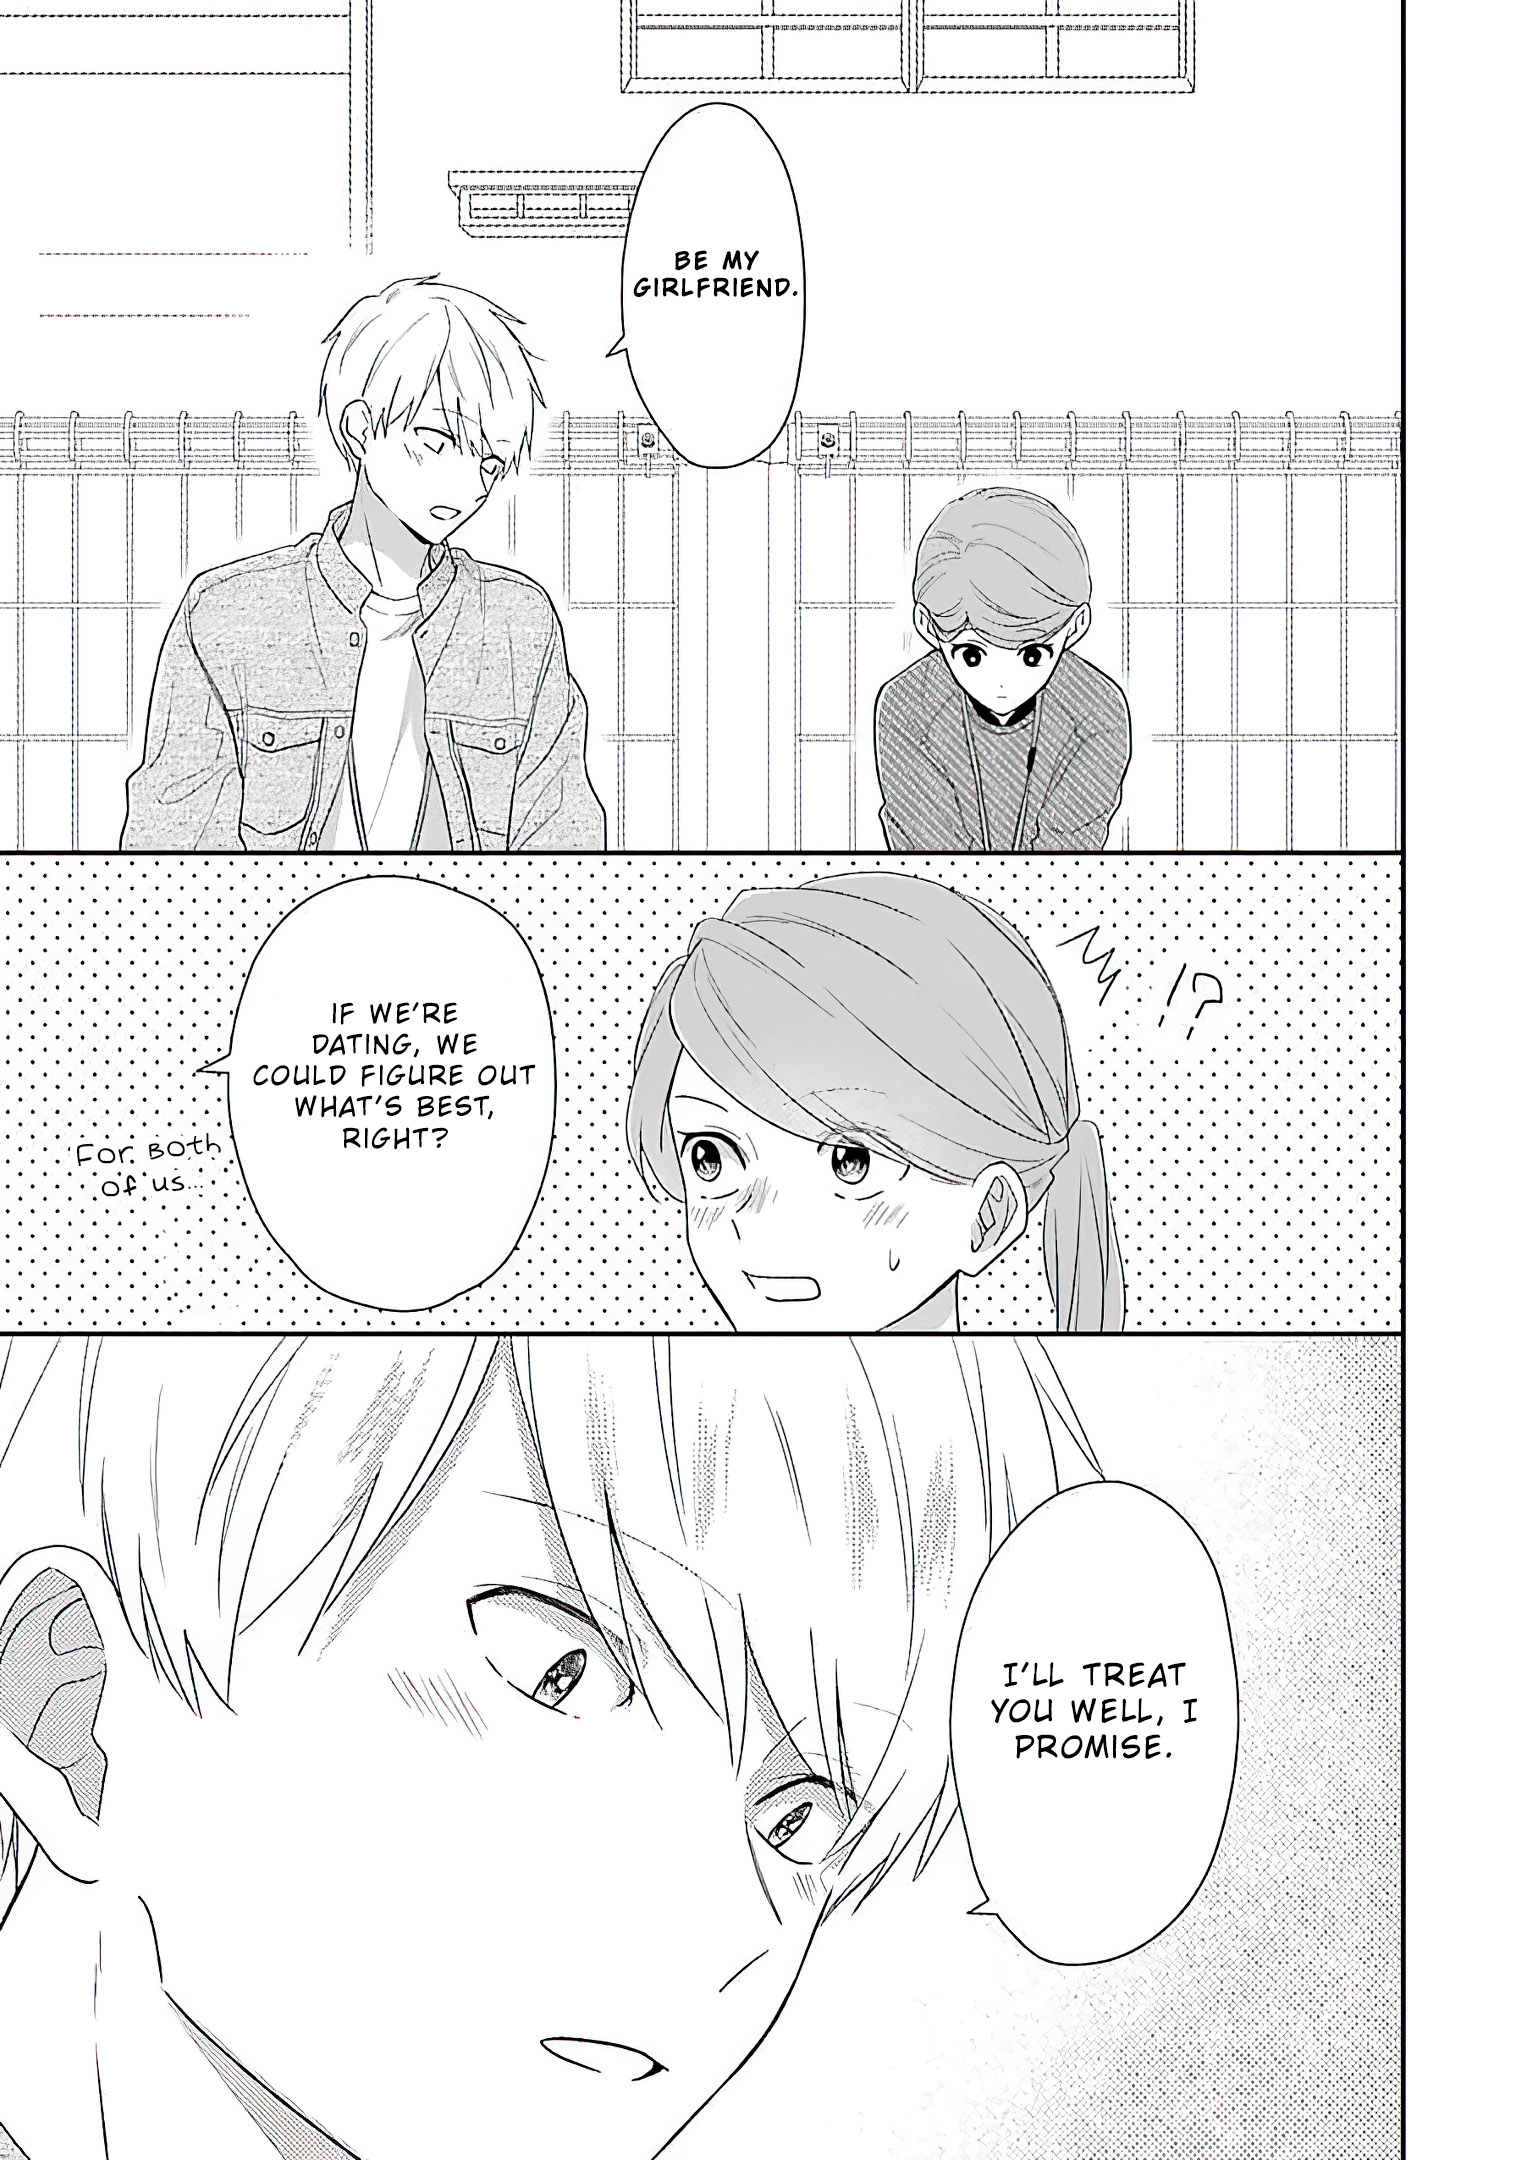 BE MY
GIRLFRIEND.
!?
IF WE'RE
DATING, WE
COULD FIGURE OUT
WHAT'S BEST,
RIGHT?
For Both
of us...
I'LL TREAT
YOU WELL, I
PROMISE.